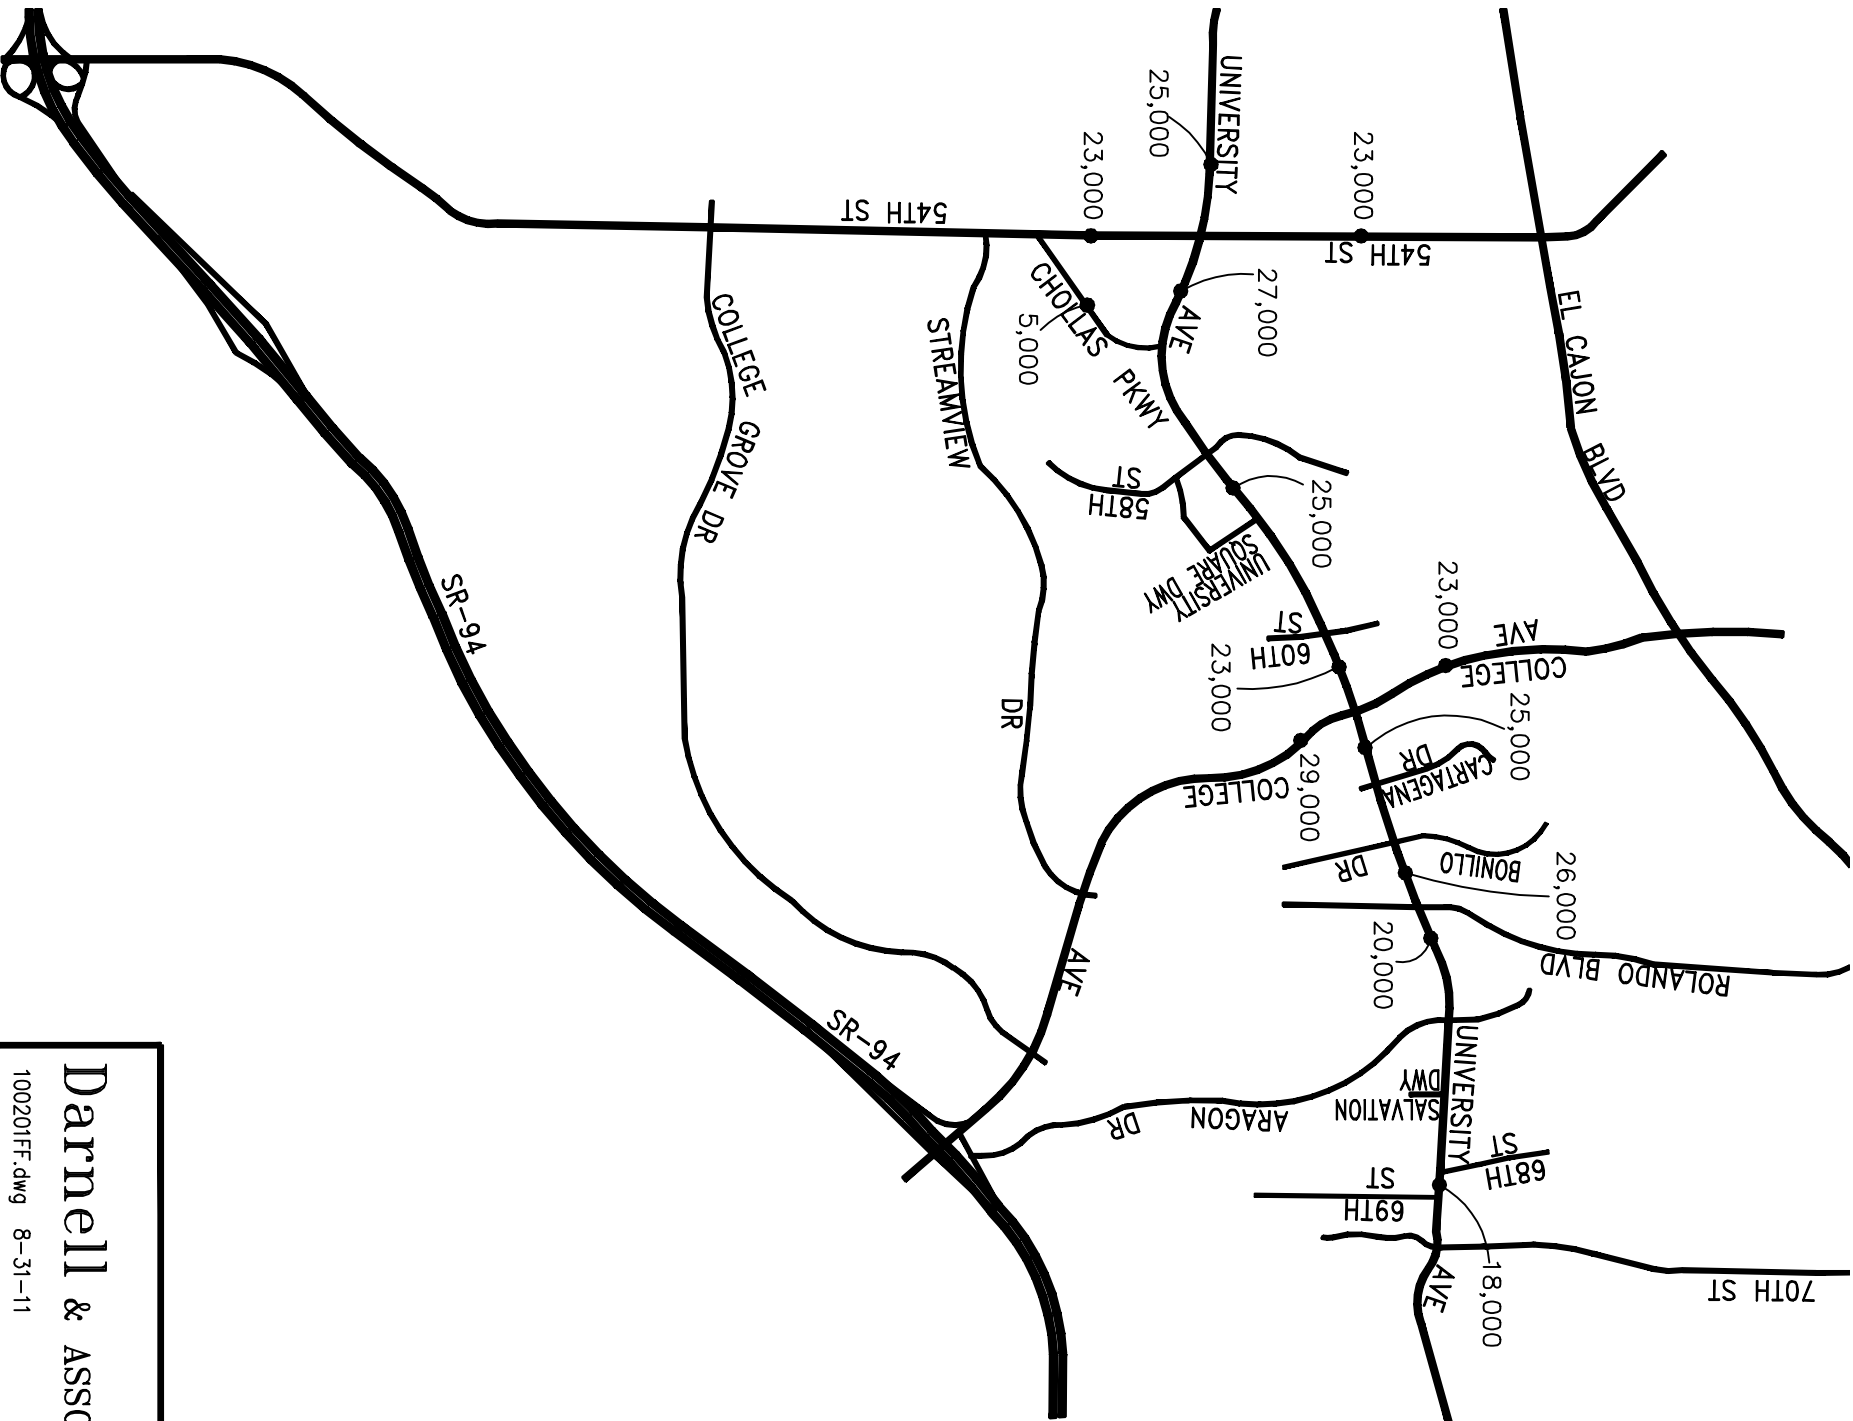 UNIVERSITY
25,000
23,000
23,000
54TH ST
54TH ST
27,000
AVE
CHOLLAS
PKWY
5,000
EL CAJON BLVD
COLLEGE GROVE DR
STREAMVIEW
DR
58TH
ST
25,000
UNIVERSITY
SQUARE DWY
60TH
ST
23,000
23,000
COLLEGE
AVE
25,000
CARTAGENA
DR
29,000
COLLEGE
AVE
BONILLO
DR
26,000
20,000
ROLANDO BLVD
SR-94
SR-94
UNIVERSITY
AVE
SALVATION
DWY
ARAGON
DR
68TH
ST
69TH
ST
18,000
70TH ST
Darnell & ASSO
100201FF.dwg 8-31-11